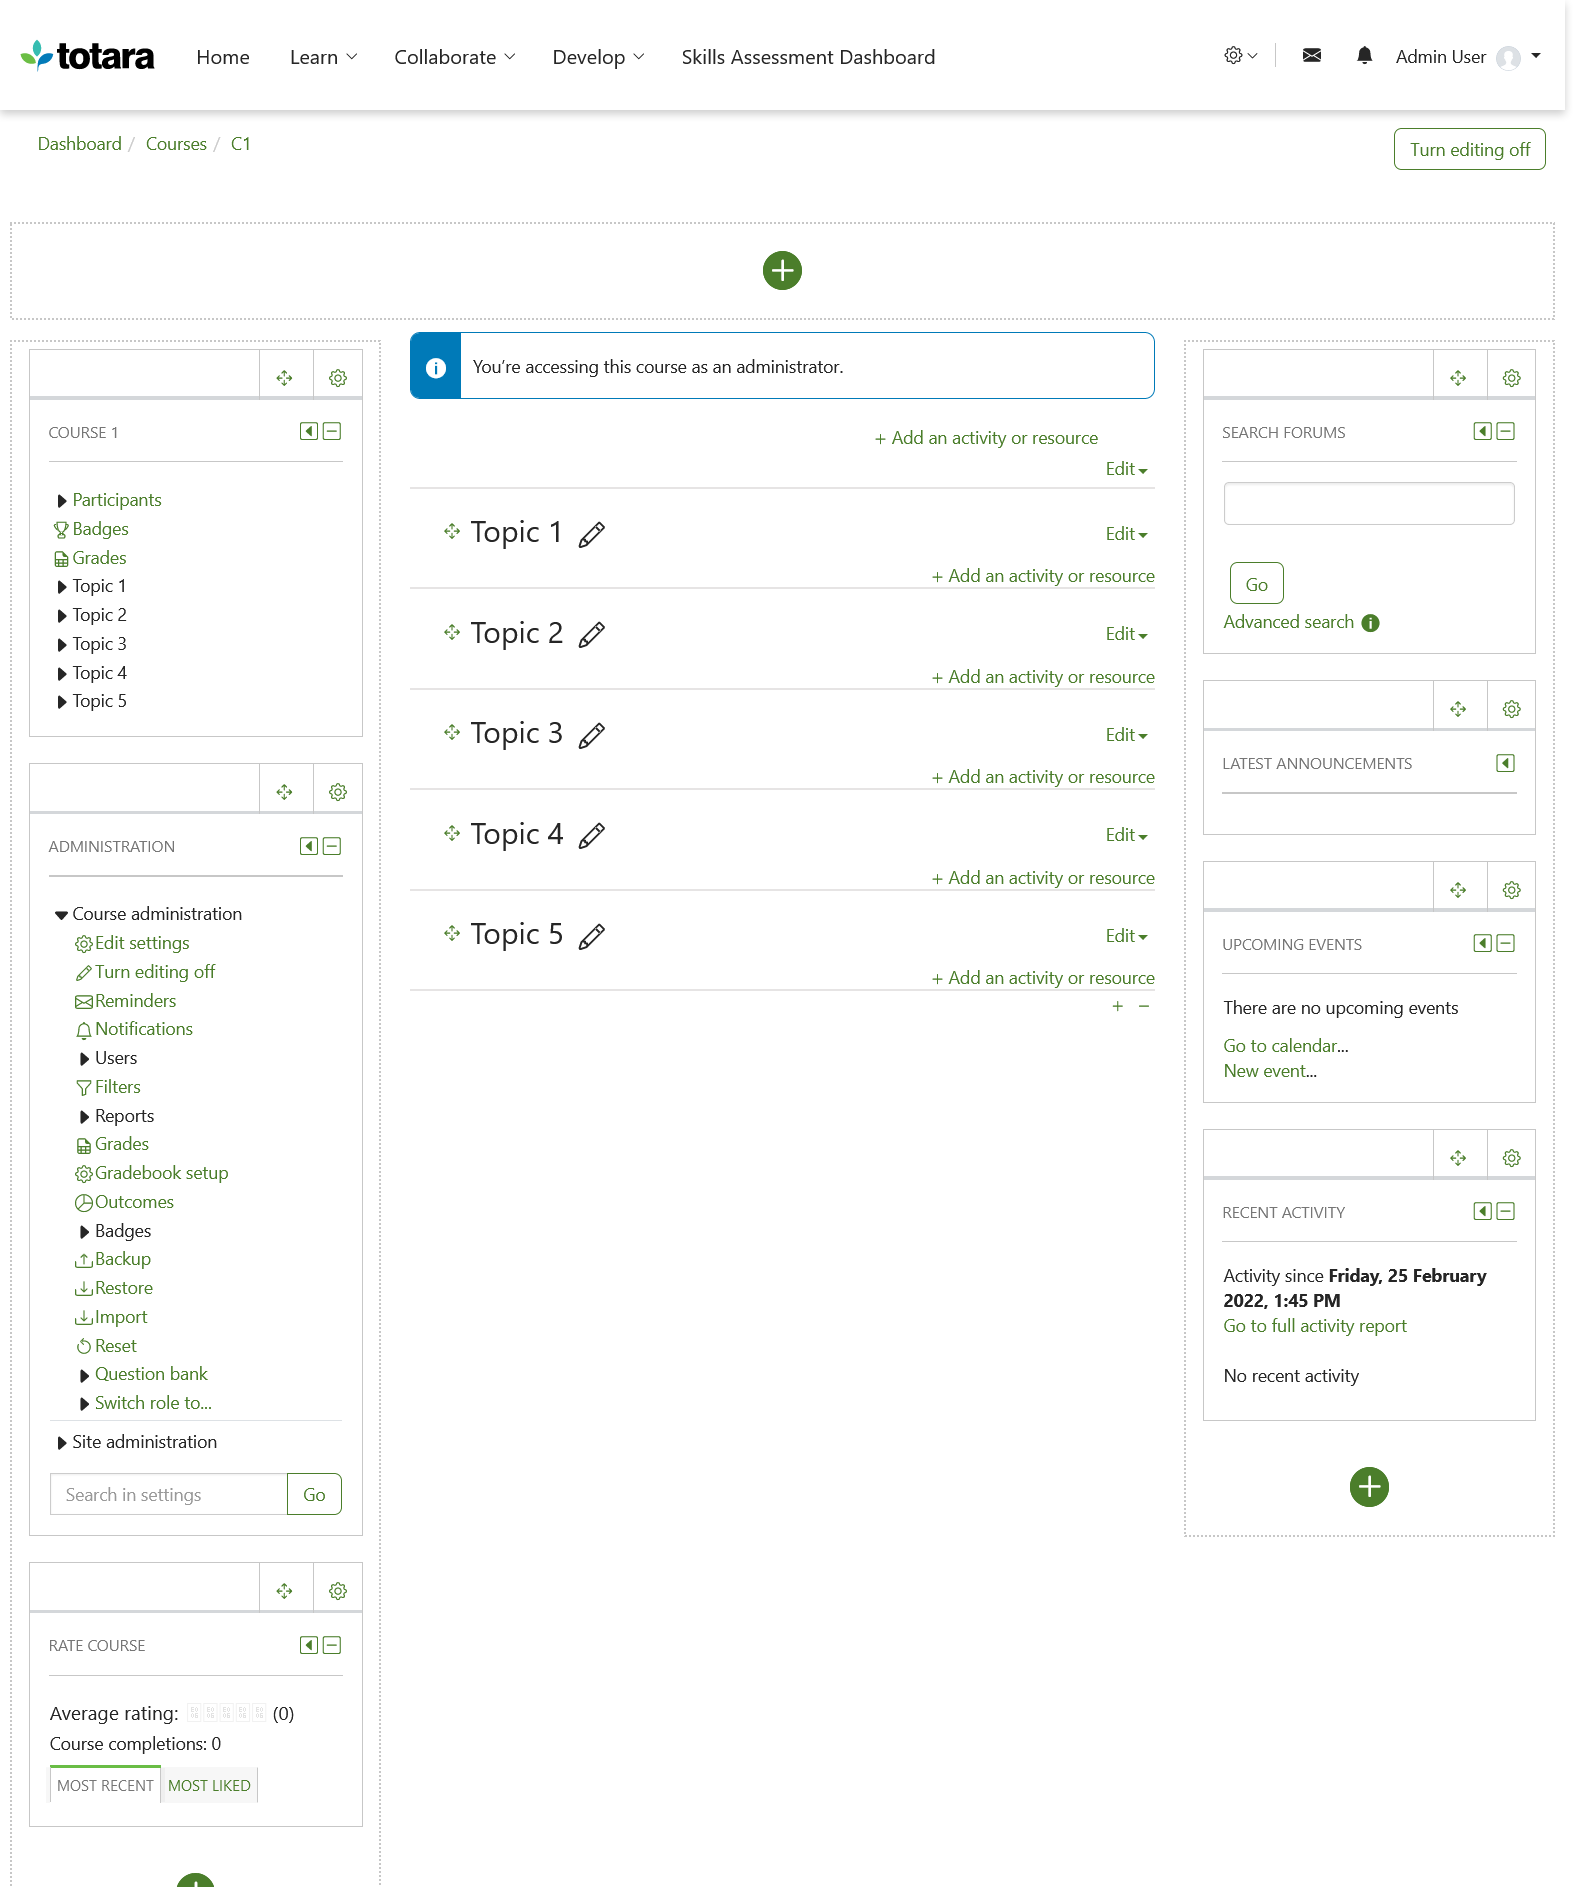 totara
Home
Learn
Collaborate
Develop
Skills Assessment Dashboard
Admin User
Dashboard / Courses / C1
Turn editing off
COURSE 1
Participants
Badges
Grades
Topic 1
Topic 2
Topic 3
Topic 4
Topic 5
ADMINISTRATION
Course administration
Edit settings
Turn editing off
Reminders
Notifications
Users
Filters
Reports
Grades
Gradebook setup
Outcomes
Badges
Backup
Restore
Import
Reset
Question bank
Switch role to...
Site administration
Search in settings
Go
RATE COURSE
Average rating: (0)
Course completions: 0
MOST RECENT
MOST LIKED
You're accessing this course as an administrator.
+ Add an activity or resource
Edit
Topic 1
Edit
+ Add an activity or resource
Topic 2
Edit
+ Add an activity or resource
Topic 3
Edit
+ Add an activity or resource
Topic 4
Edit
+ Add an activity or resource
Topic 5
Edit
+ Add an activity or resource
SEARCH FORUMS
Go
Advanced search
LATEST ANNOUNCEMENTS
UPCOMING EVENTS
There are no upcoming events
Go to calendar...
New event...
RECENT ACTIVITY
Activity since Friday, 25 February
2022, 1:45 PM
Go to full activity report
No recent activity